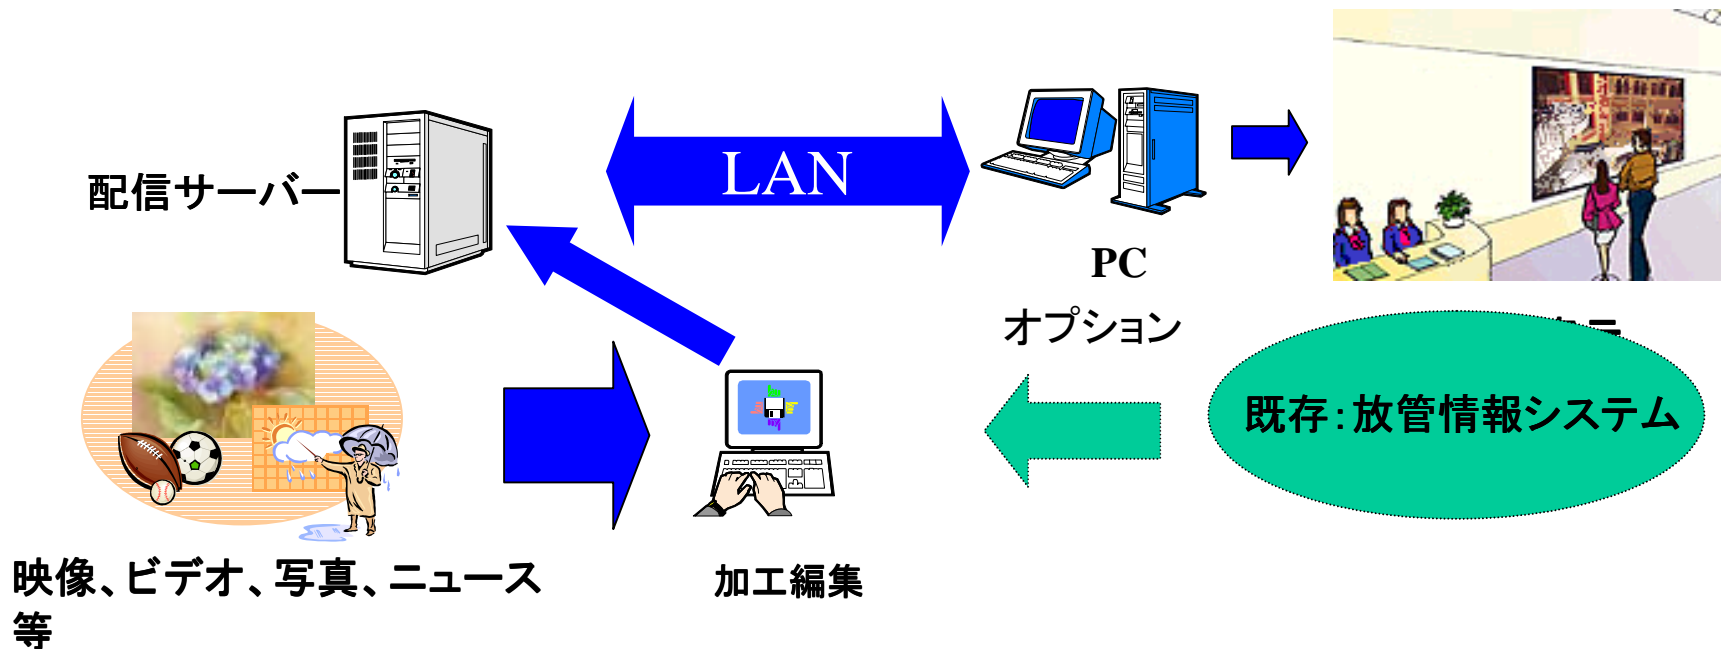 配信サーバー
LAN
PC
オプション
既存：放管情報システム
映像、ビデオ、写真、ニュース
等
加工編集